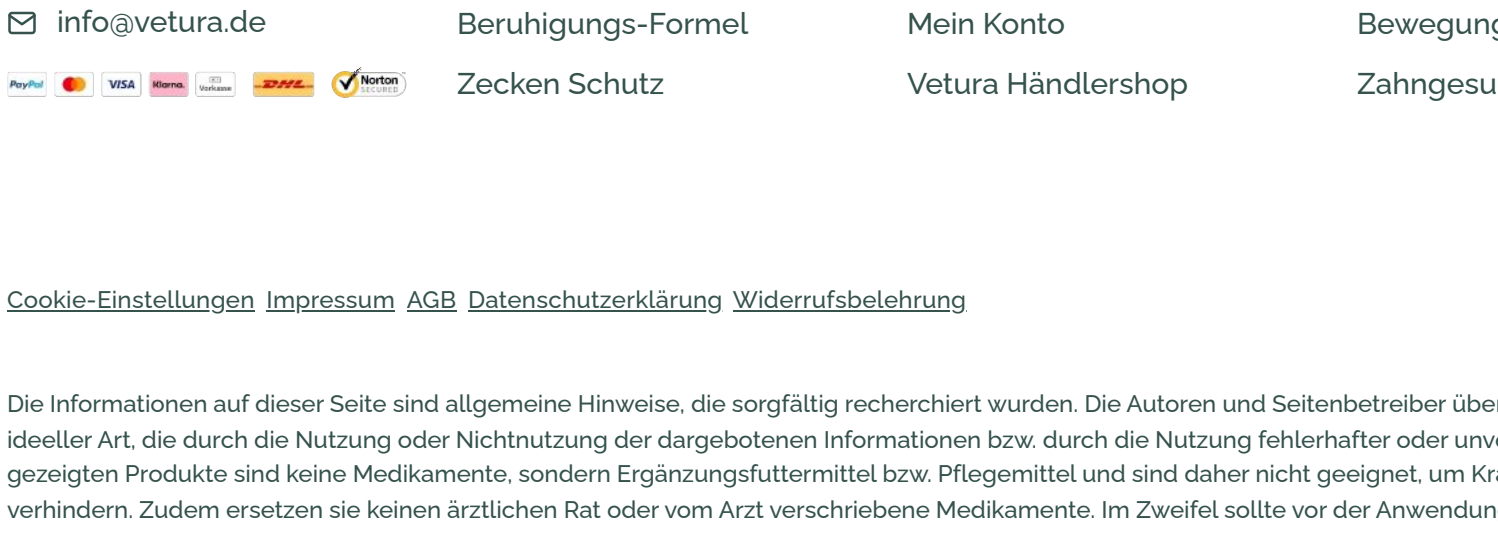 info@vetura.de Beruhigungs-Formel Mein Konto
PayPal VISA Klarna. Vorkasse DHL Norton SECURED Zecken Schutz Vetura Händlershop
Cookie-Einstellungen Impressum AGB Datenschutzerklärung Widerrufsbelehrung
Die Informationen auf dieser Seite sind allgemeine Hinweise, die sorgfältig recherchiert wurden. Die Autoren und Seitenbetreiber
ideeller Art, die durch die Nutzung oder Nichtnutzung der dargebotenen Informationen bzw. durch die Nutzung fehlerhafter oder
gezeigten Produkte sind keine Medikamente, sondern Ergänzungsfuttermittel bzw. Pflegemittel und sind daher nicht geeignet, um
verhindern. Zudem ersetzen sie keinen ärztlichen Rat oder vom Arzt verschriebene Medikamente. Im Zweifel sollte vor der